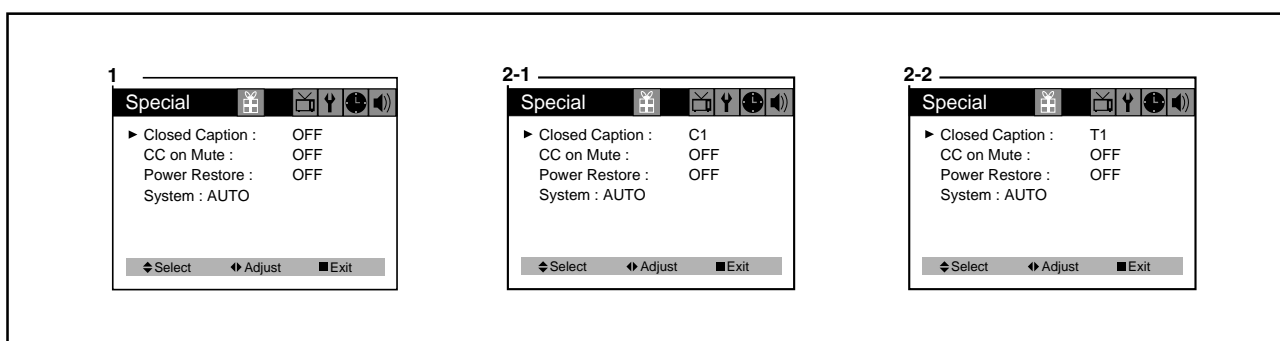 1
Special
► Closed Caption : OFF
CC on Mute : OFF
Power Restore : OFF
System : AUTO
Select Adjust Exit
2-1
Special
► Closed Caption : C1
CC on Mute : OFF
Power Restore : OFF
System : AUTO
Select Adjust Exit
2-2
Special
► Closed Caption : T1
CC on Mute : OFF
Power Restore : OFF
System : AUTO
Select Adjust Exit